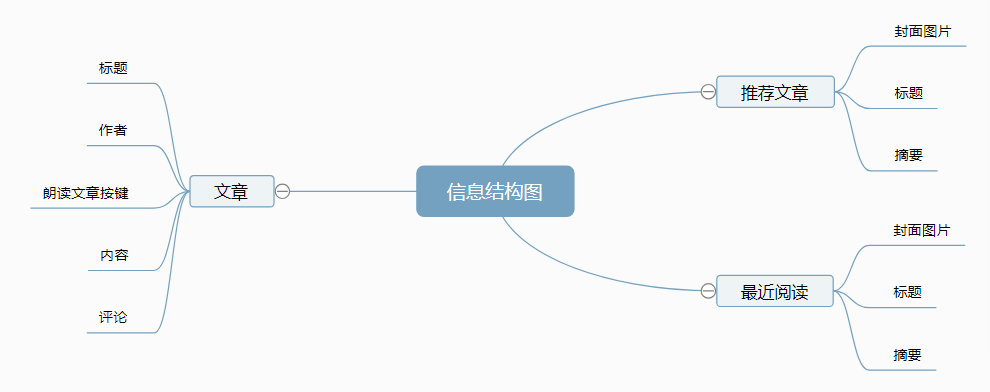 信息结构图
推荐文章
封面图片
标题
摘要
最近阅读
封面图片
标题
摘要
文章
标题
作者
朗读文章按键
内容
评论